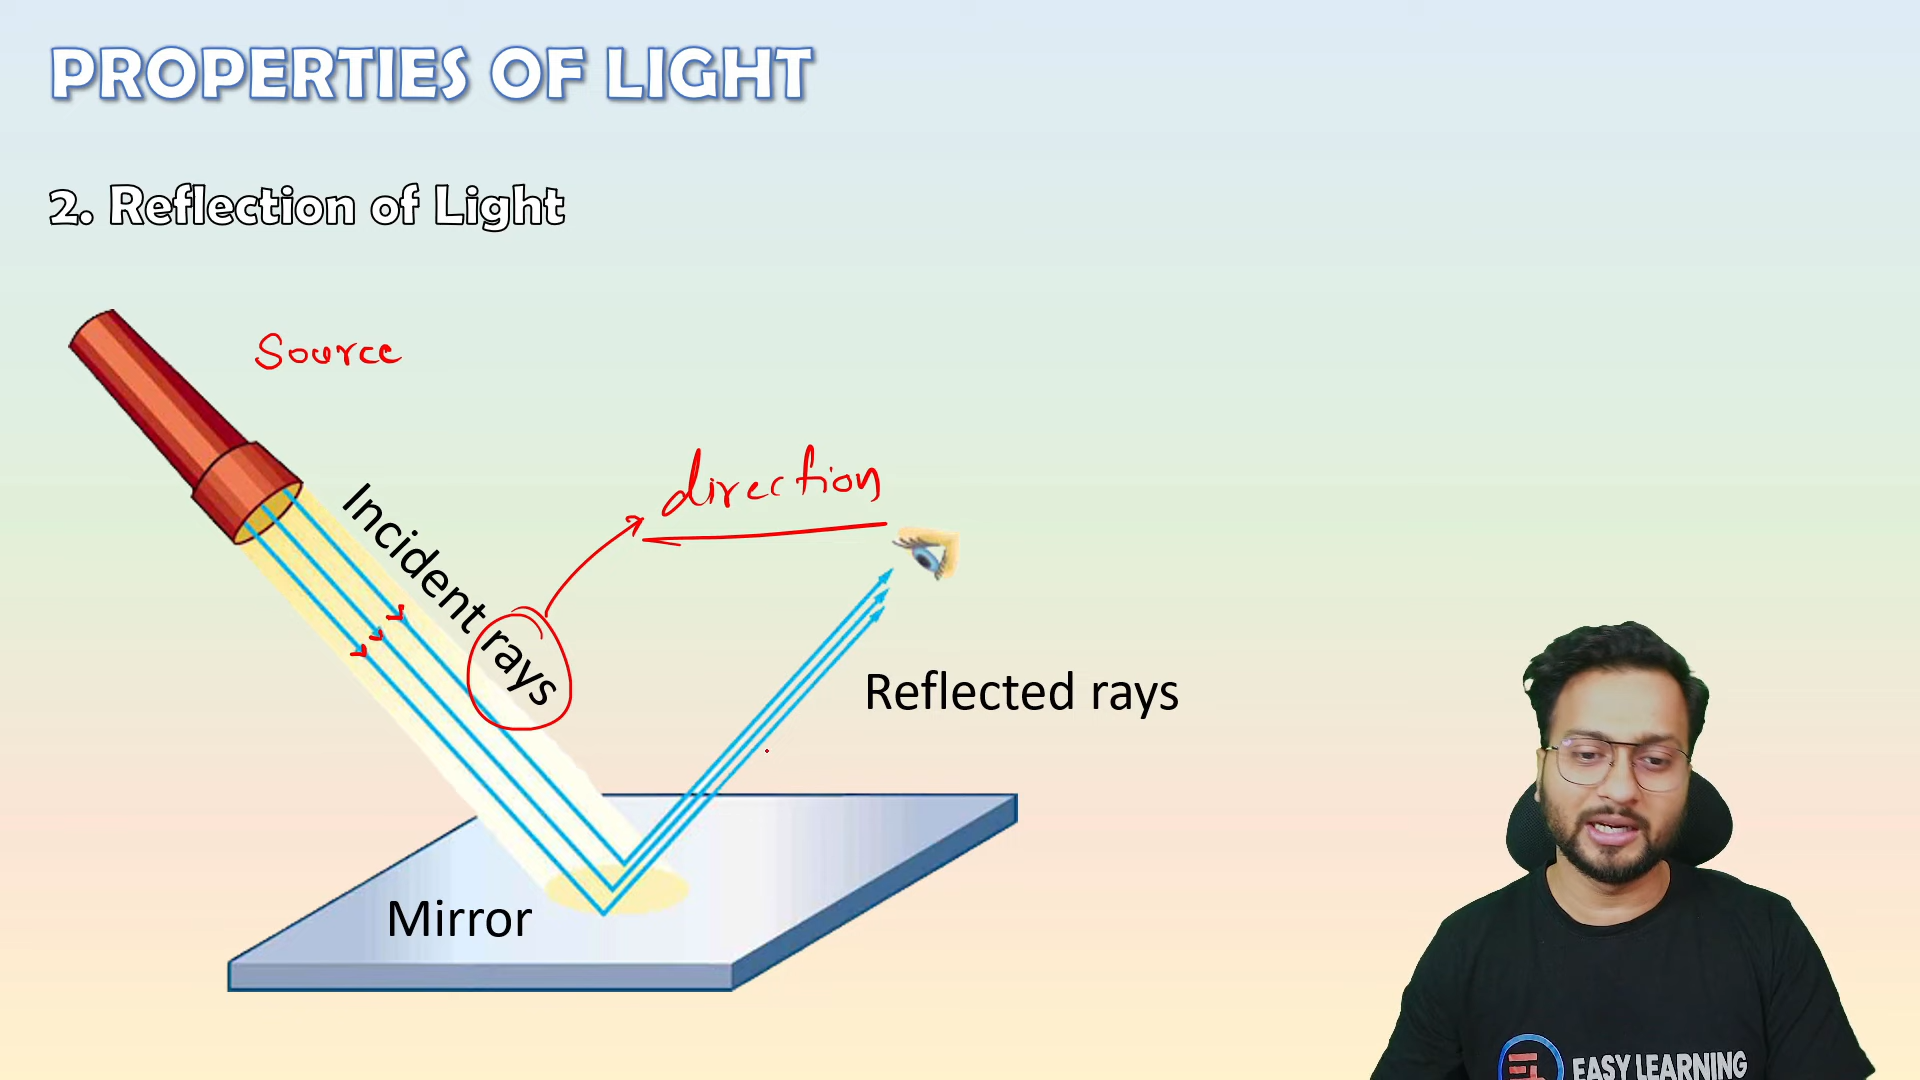 PROPERTIES OF LIGHT
2. Reflection of Light
Source
direction
Incident rays
Reflected rays
Mirror
EASY LEARNING